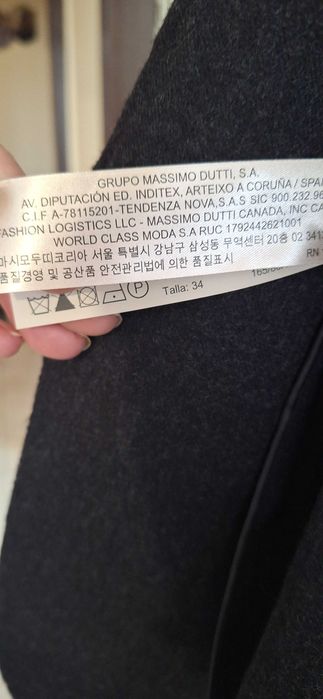 GRUPO MASSIMO DUTTI, S.A.
AV. DIPUTACIÓN ED. INDITEX, ARTEIXO A CORUÑA / SPA
C.I.F A-78115201-TENDENZA NOVA,S.A.S SIC 900.232.9
FASHION LOGISTICS LLC - MASSIMO DUTTI CANADA, INC CA
WORLD CLASS MODA S.A RUC 1792442621001
마시모두띠코리아 서울 특별시 강남구 삼성동 무역센터 20층 02 341
품질경영 및 공산품 안전관리법에 의한 품질표시
RN
Talla: 34